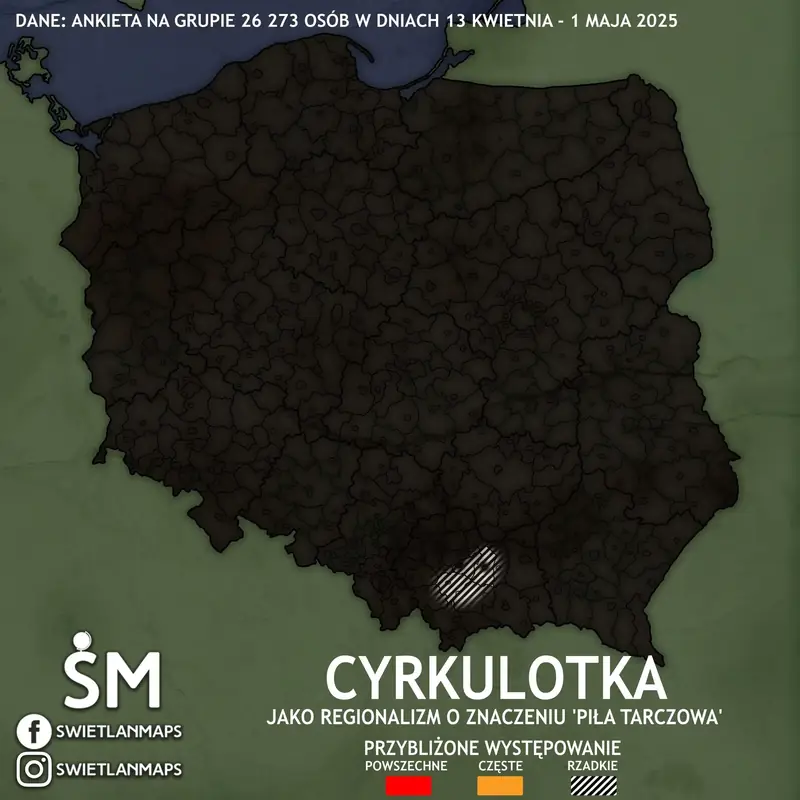 DANE: ANKIETA NA GRUPIE 26 273 OSÓB W DNIACH 13 KWIETNIA - 1 MAJA 2025
ŚM
SWIETLANMAPS
SWIETLANMAPS
CYRKULOTKA
JAKO REGIONALIZM O ZNACZENIU 'PIŁA TARCZOWA'
PRZYBLIŻONE WYSTĘPOWANIE
POWSZECHNE CZĘSTE RZADKIE